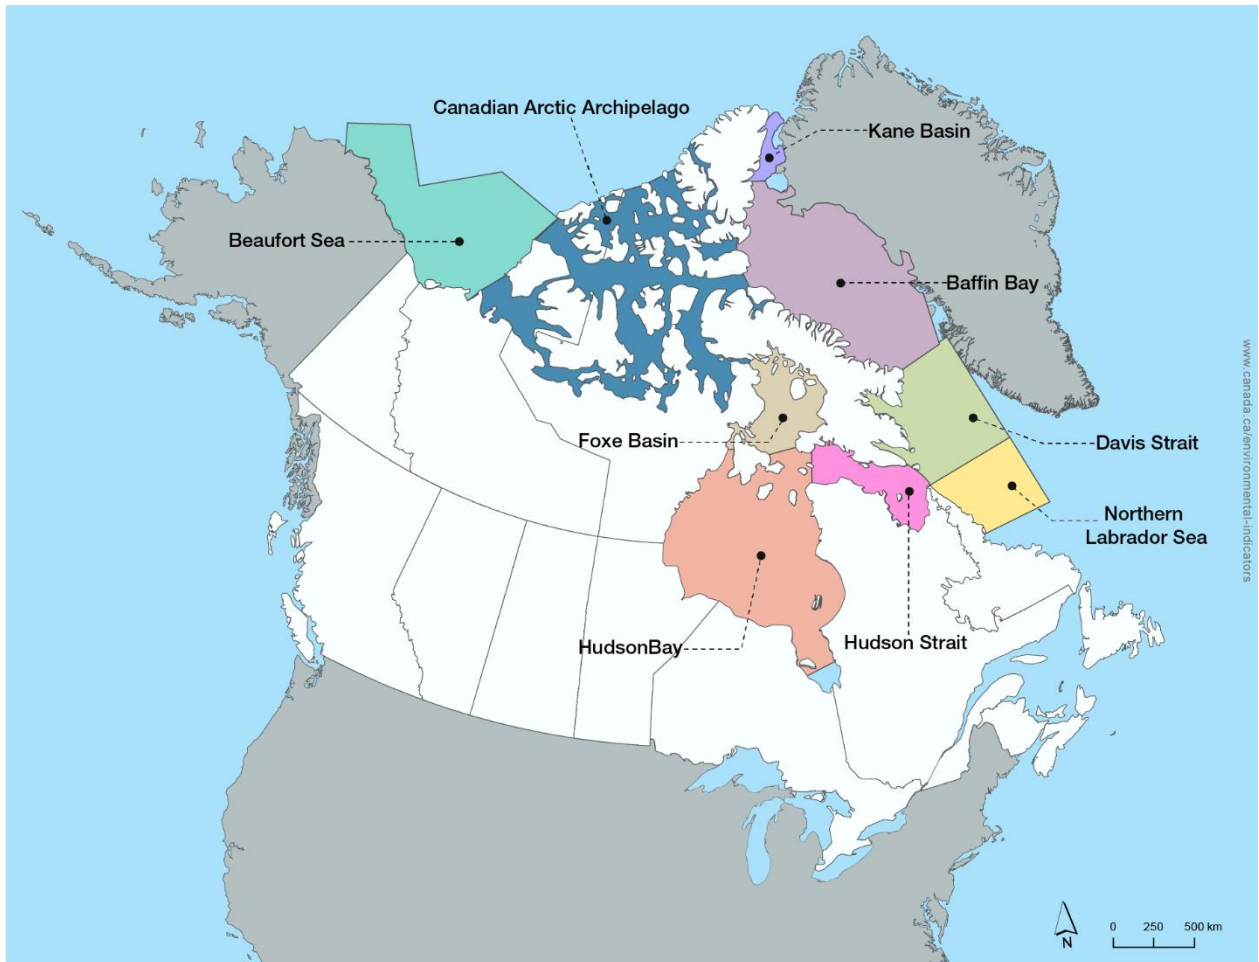 Canadian Arctic Archipelago
Kane Basin
Beaufort Sea
Baffin Bay
Foxe Basin
Davis Strait
Northern
Labrador Sea
HudsonBay
Hudson Strait
www.canada.ca/environmental-indicators
N
0 250 500 km